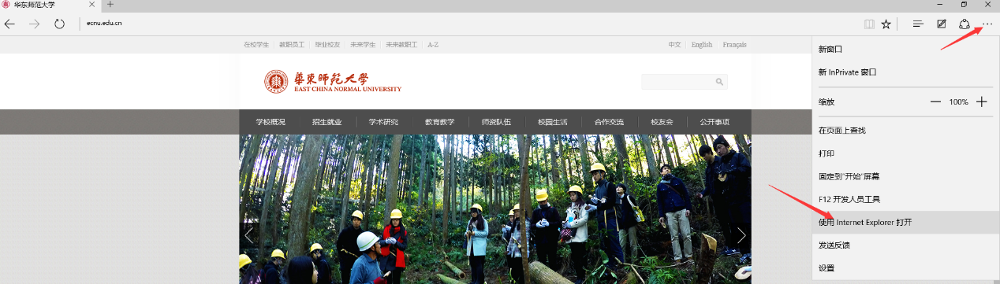 华东师范大学
ecnu.edu.cn
在校学生 教职员工 毕业校友 未来学生 未来教职工 A-Z
中文 English Français
華東師範大學
EAST CHINA NORMAL UNIVERSITY
学校概况 招生就业 学术研究 教育教学 师资队伍 校园生活 合作交流 校友会 公开事项
新窗口
新 InPrivate 窗口
缩放 100%
在页面上查找
打印
固定到"开始"屏幕
F12 开发人员工具
使用 Internet Explorer 打开
发送反馈
设置